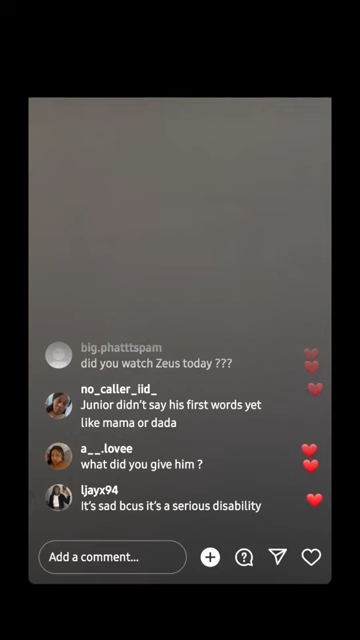 big.phatttspam
did you watch Zeus today ???
no_caller_iid_
Junior didn't say his first words yet
like mama or dada
a__.lovee
what did you give him ?
ljayx94
It's sad bcus it's a serious disability
Add a comment...